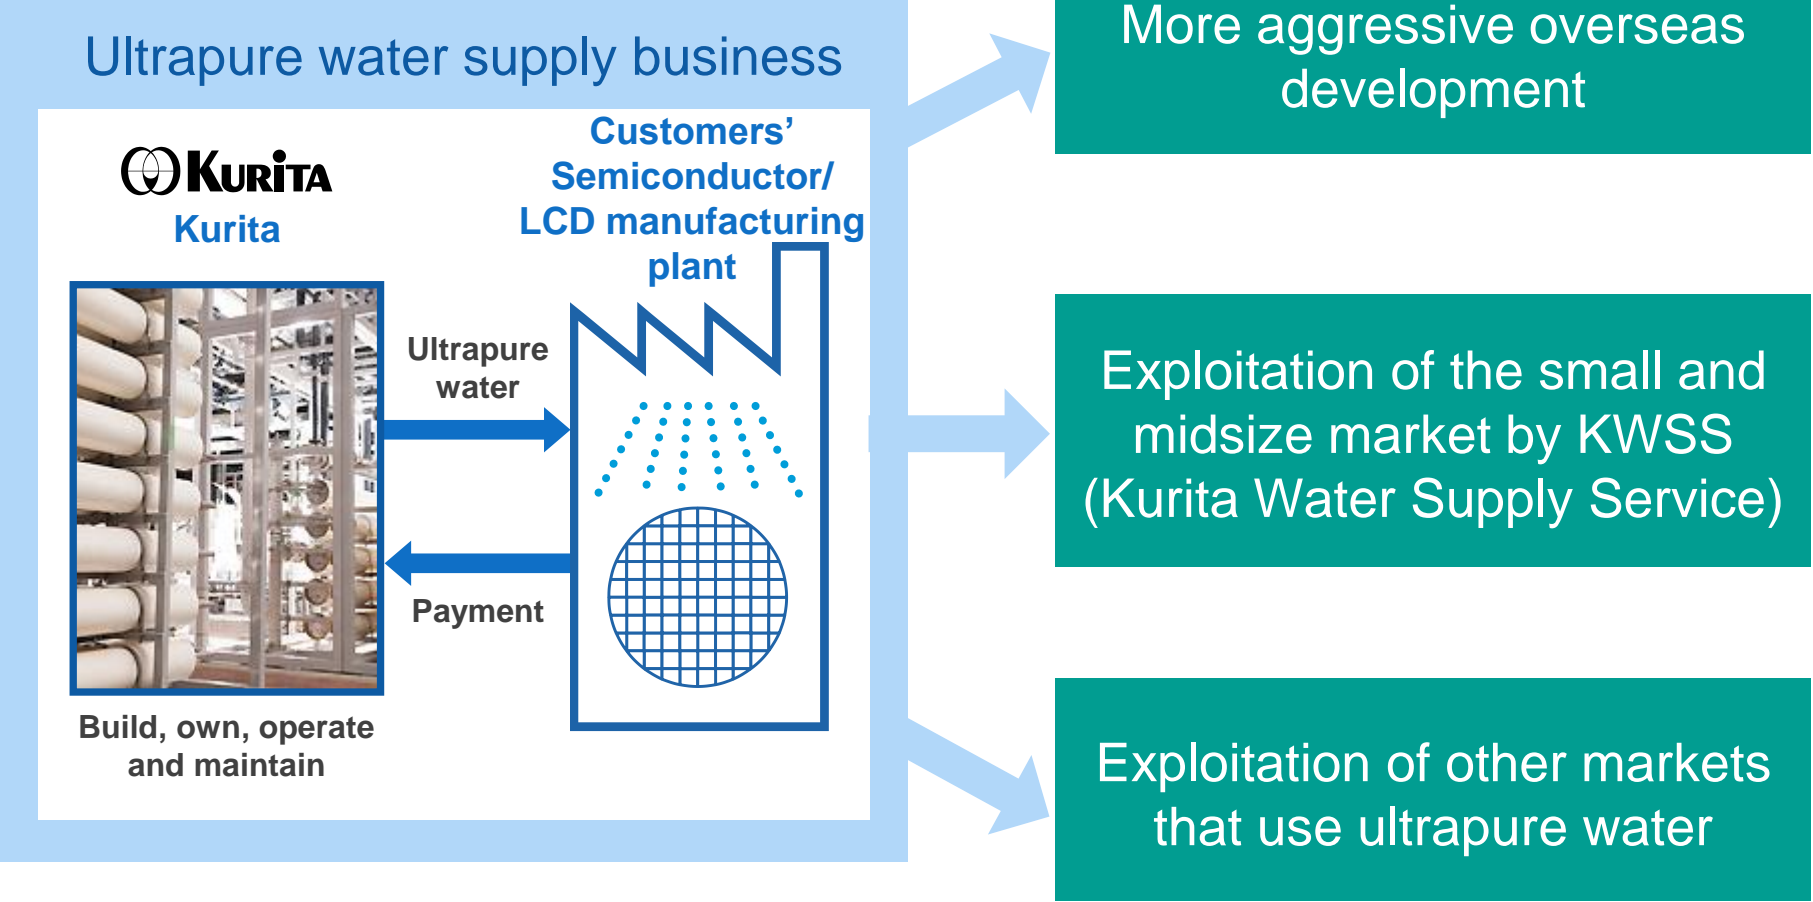 Ultrapure water supply business
KURITA
Kurita
Customers’
Semiconductor/
LCD manufacturing
plant
Ultrapure
water
Payment
Build, own, operate
and maintain
More aggressive overseas
development
Exploitation of the small and
midsize market by KWSS
(Kurita Water Supply Service)
Exploitation of other markets
that use ultrapure water